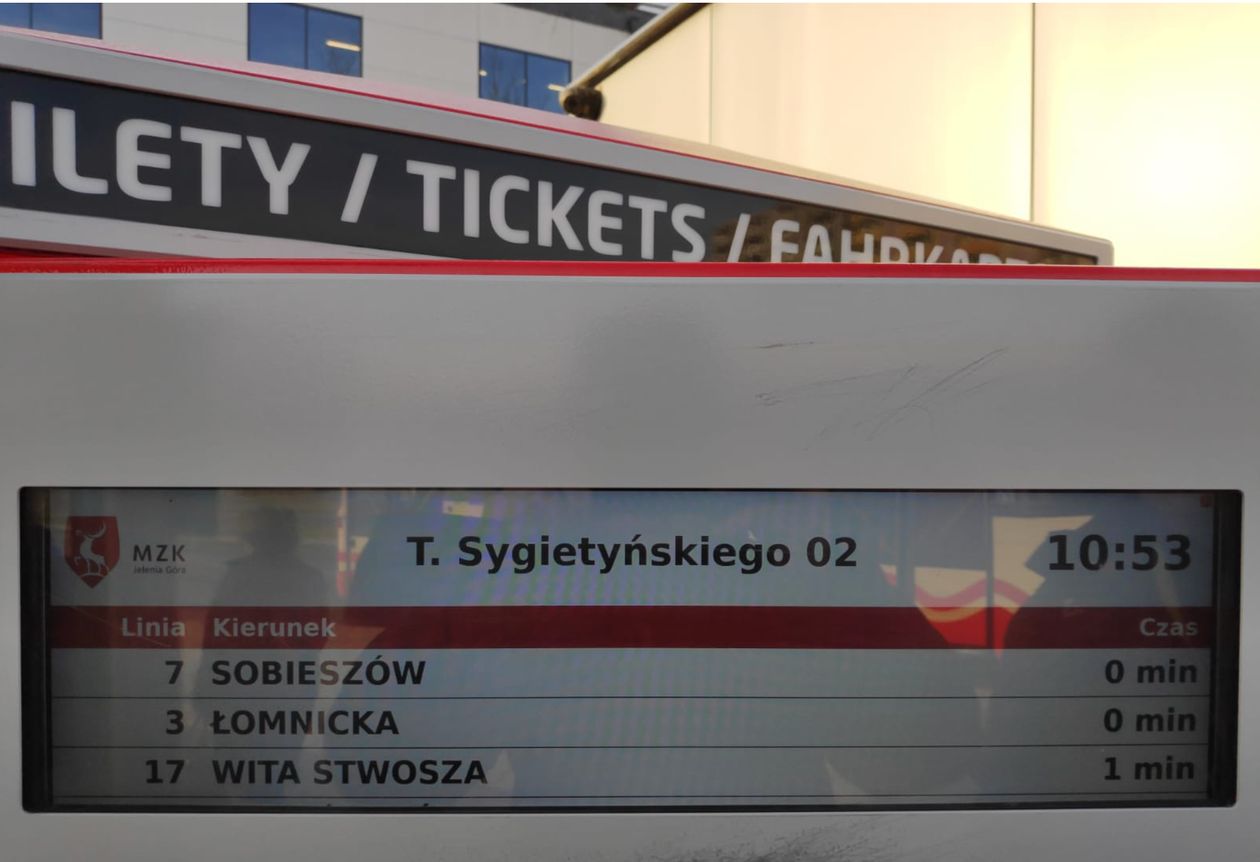 ILETY / TICKETS / FAHRKART
MZK
Jelenia Góra
T. Sygietyńskiego 02
10:53
Linia Kierunek Czas
7 SOBIESZÓW 0 min
3 ŁOMNICKA 0 min
17 WITA STWOSZA 1 min